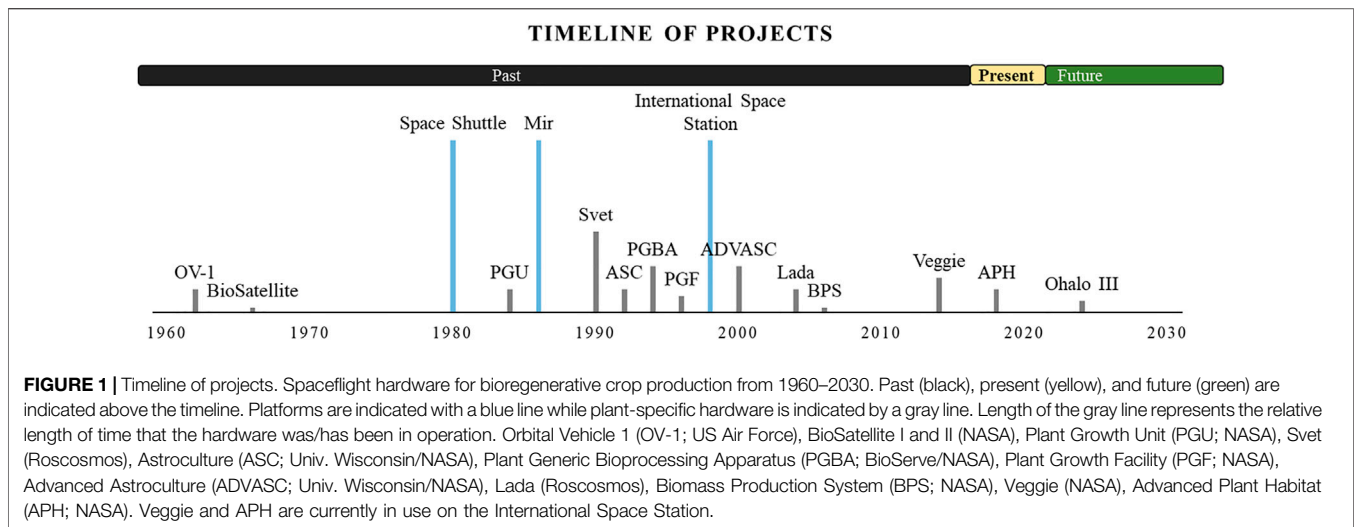 TIMELINE OF PROJECTS
Past Present Future
International Space
Station
Space Shuttle Mir
Svet
PGBA ADVASC
OV-1 PGU ASC PGF Lada Veggie APH
BioSatellite BPS Ohalo III
1960 1970 1980 1990 2000 2010 2020 2030
FIGURE 1 | Timeline of projects. Spaceflight hardware for bioregenerative crop production from 1960–2030. Past (black), present (yellow), and future (green) are
indicated above the timeline. Platforms are indicated with a blue line while plant-specific hardware is indicated by a gray line. Length of the gray line represents the relative
length of time that the hardware was/has been in operation. Orbital Vehicle 1 (OV-1; US Air Force), BioSatellite I and II (NASA), Plant Growth Unit (PGU; NASA), Svet
(Roscosmos), Astroculture (ASC; Univ. Wisconsin/NASA), Plant Generic Bioprocessing Apparatus (PGBA; BioServe/NASA), Plant Growth Facility (PGF; NASA),
Advanced Astroculture (ADVASC; Univ. Wisconsin/NASA), Lada (Roscosmos), Biomass Production System (BPS; NASA), Veggie (NASA), Advanced Plant Habitat
(APH; NASA). Veggie and APH are currently in use on the International Space Station.